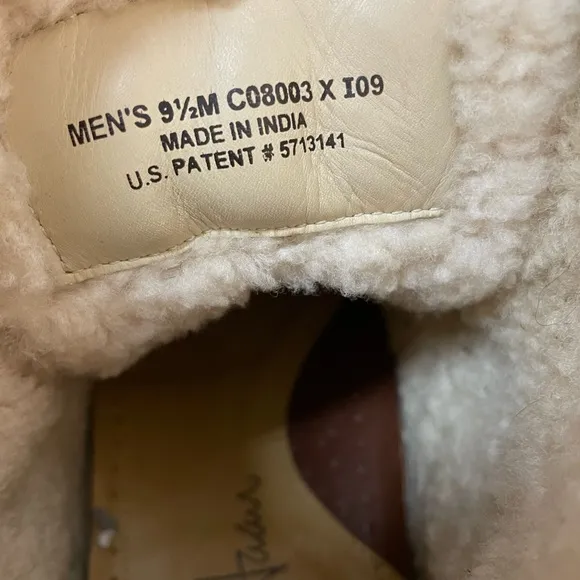 MEN'S 9½M C08003 X I09
MADE IN INDIA
U.S. PATENT # 5713141